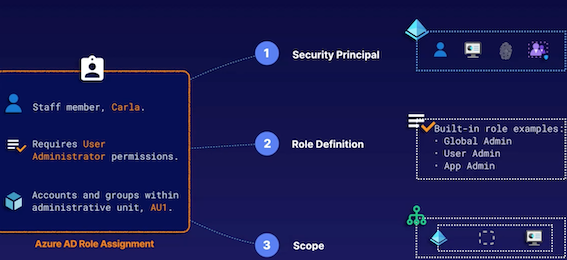 1
Security Principal
Staff member, Carla.
Requires User
Administrator permissions.
Accounts and groups within
administrative unit, AU1.
Azure AD Role Assignment
2
Role Definition
Built-in role examples:
· Global Admin
· User Admin
· App Admin
3
Scope